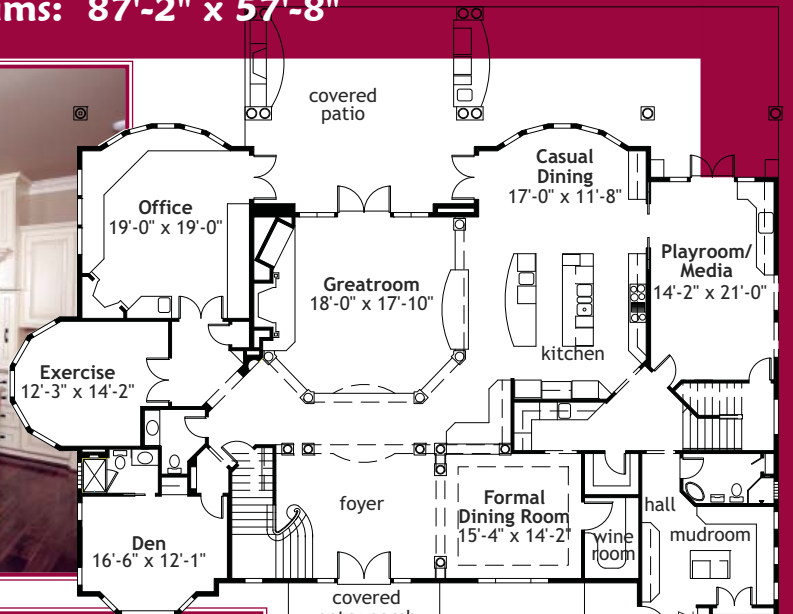 87'-2" x 57'-8"
covered
patio
Casual
Dining
17'-0" x 11'-8"
Office
19'-0" x 19'-0"
Playroom/
Media
14'-2" x 21'-0"
Greatroom
18'-0" x 17'-10"
kitchen
Exercise
12'-3" x 14'-2"
foyer
Formal
Dining Room
15'-4" x 14'-2"
hall
wine
room
mudroom
Den
16'-6" x 12'-1"
covered